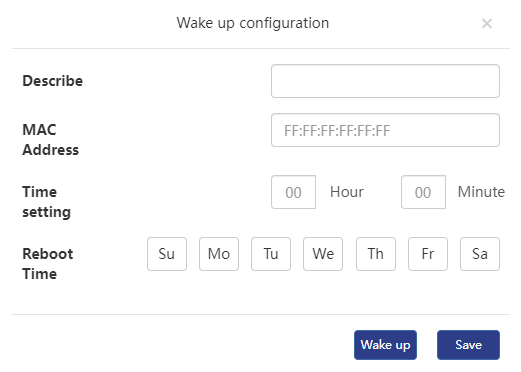 Wake up configuration ×
Describe
MAC
Address
FF:FF:FF:FF:FF:FF
Time
setting
00 Hour 00 Minute
Reboot
Time
Su Mo Tu We Th Fr Sa
Wake up Save